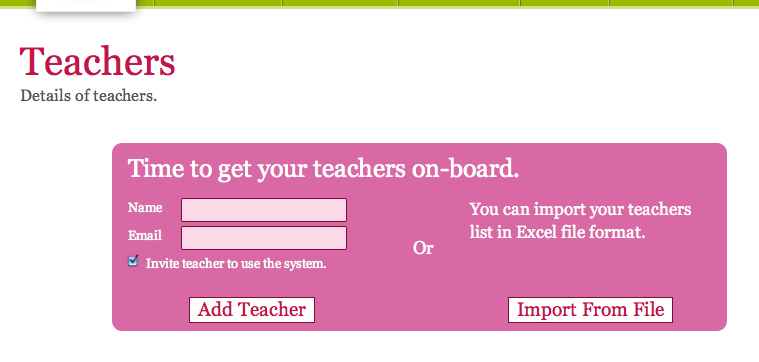 Teachers
Details of teachers.
Time to get your teachers on-board.
Name
Email
Invite teacher to use the system.
Add Teacher
Or
You can import your teachers
list in Excel file format.
Import From File